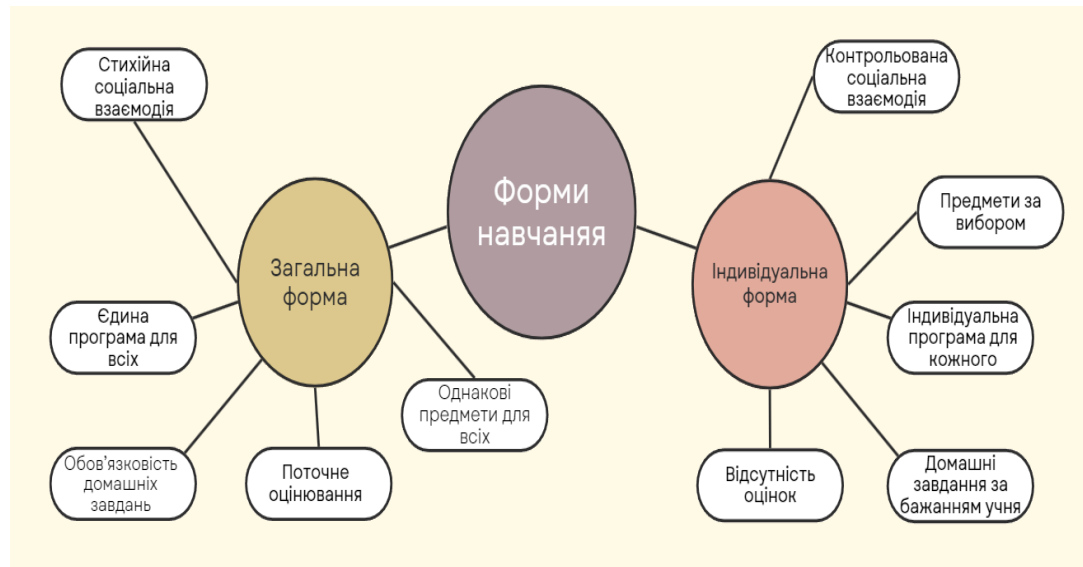 Форми
навчаняя
Загальна
форма
Стихійна
соціальна
взаємодія
Єдина
програма для
всіх
Обов’язковість
домашніх
завдань
Поточне
оцінювання
Однакові
предмети для
всіх
Індивідуальна
форма
Контрольована
соціальна
взаємодія
Предмети за
вибором
Індивідуальна
програма для
кожного
Домашні
завдання за
бажанням учня
Відсутність
оцінок